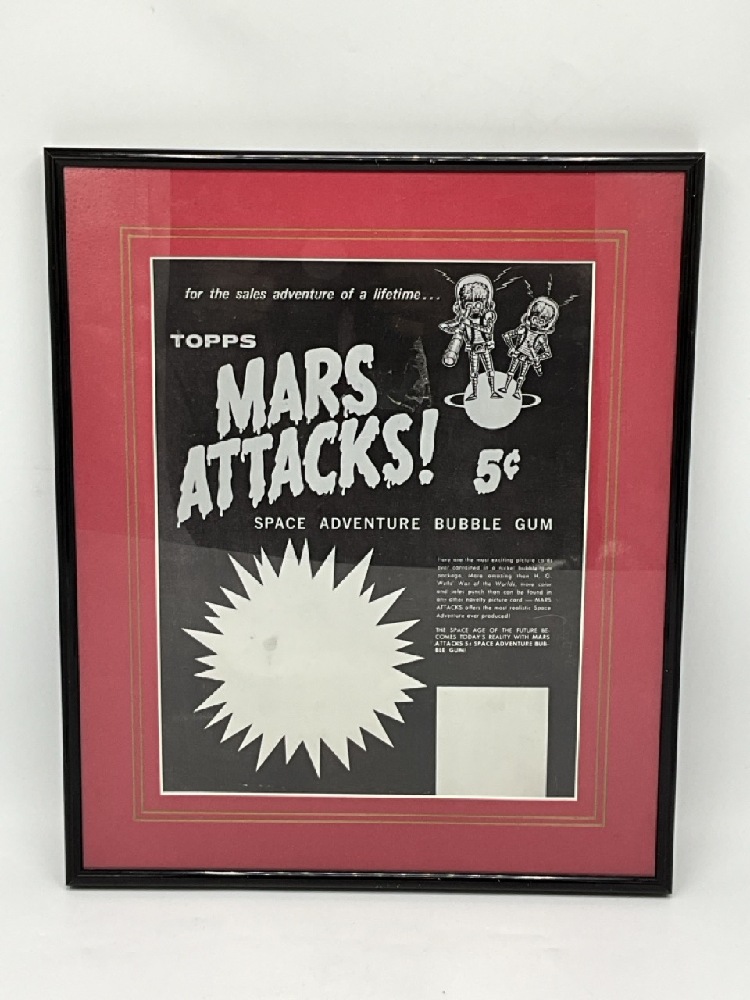 for the sales adventure of a lifetime...
TOPPS
MARS
ATTACKS!
5¢
SPACE ADVENTURE BUBBLE GUM
They are the most exciting picture cards
ever contained in a nickel bubble gum
package. More amazing than H. G.
Wells' War of the Worlds, more color
and sales punch than can be found in
any other novelty picture card — MARS
ATTACKS offers the most realistic Space
Adventure ever produced!
THE SPACE AGE OF THE FUTURE BE-
COMES TODAY'S REALITY WITH MARS
ATTACKS 5¢ SPACE ADVENTURE BUB-
BLE GUM!